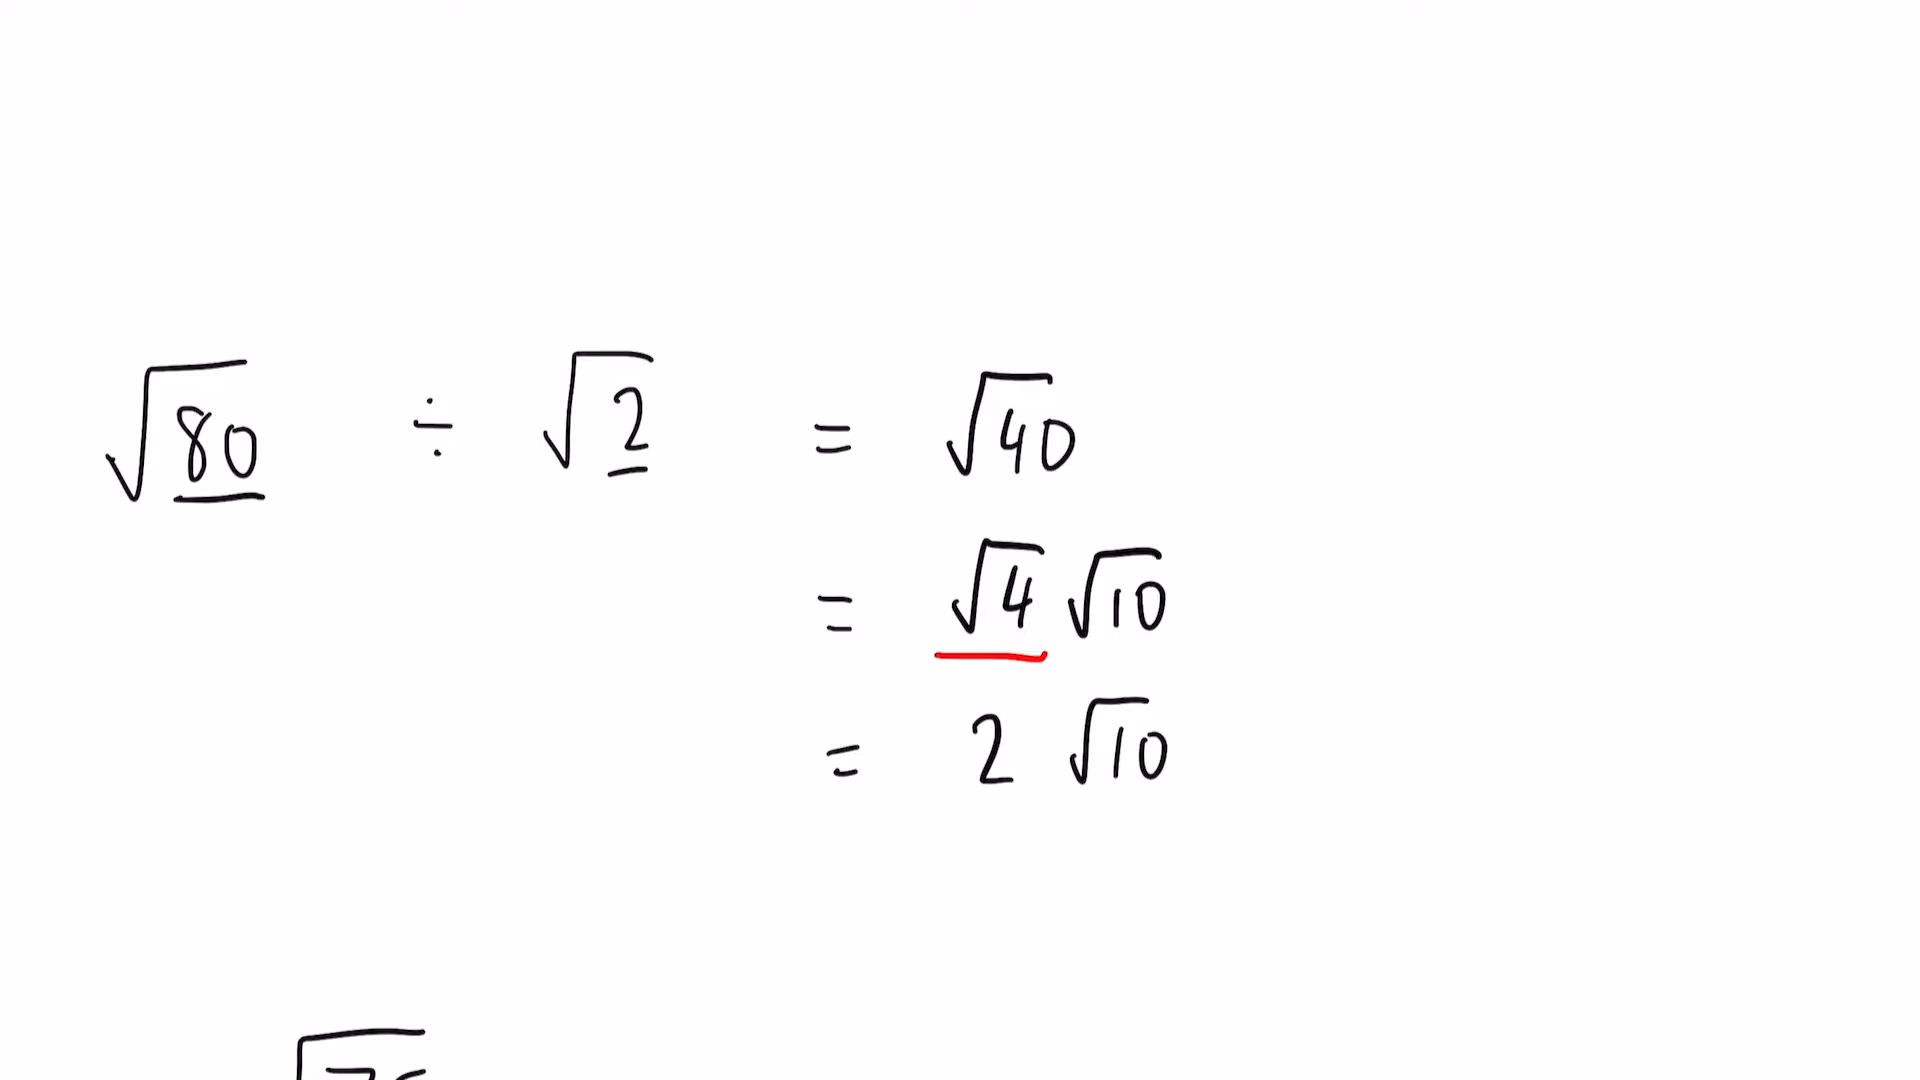 √80 ÷ √2 = √40
= √4 √10
= 2 √10